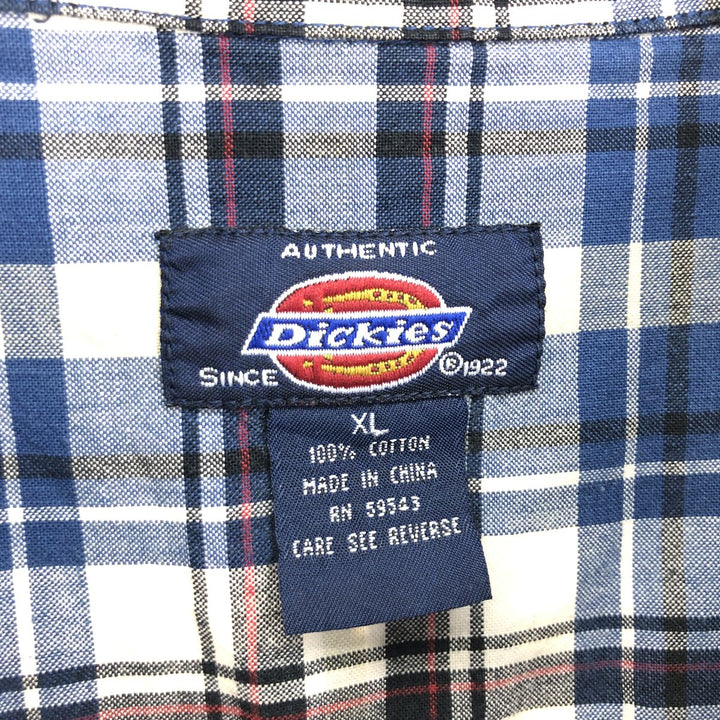 AUTHENTIC
Dickies
SINCE ®1922
XL
100% COTTON
MADE IN CHINA
RN 59543
CARE SEE REVERSE